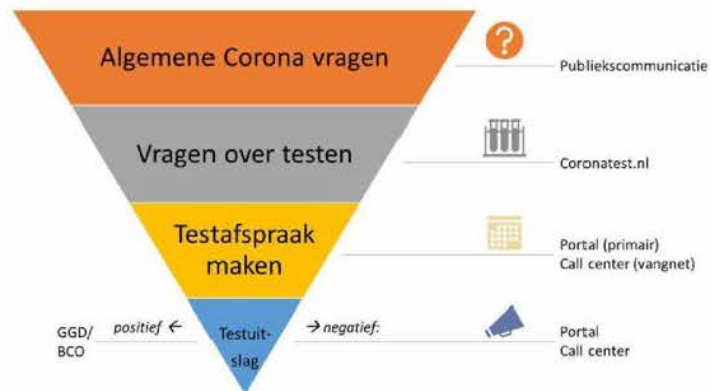 Algemene Corona vragen
?
Publiekscommunicatie
Vragen over testen
Coronatest.nl
Testafspraak
maken
Portal (primair)
Call center (vangnet)
GGD/
BCO
positief ←
Testuit-
slag
→ negatief:
Portal
Call center